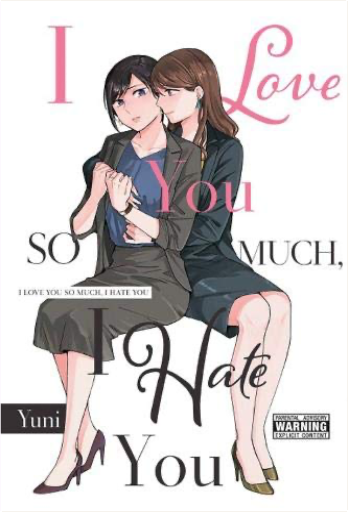 I Love
You
SO MUCH,
I LOVE YOU SO MUCH, I HATE YOU
I Hate
You
Yuni
PARENTAL ADVISORY
WARNING
EXPLICIT CONTENT